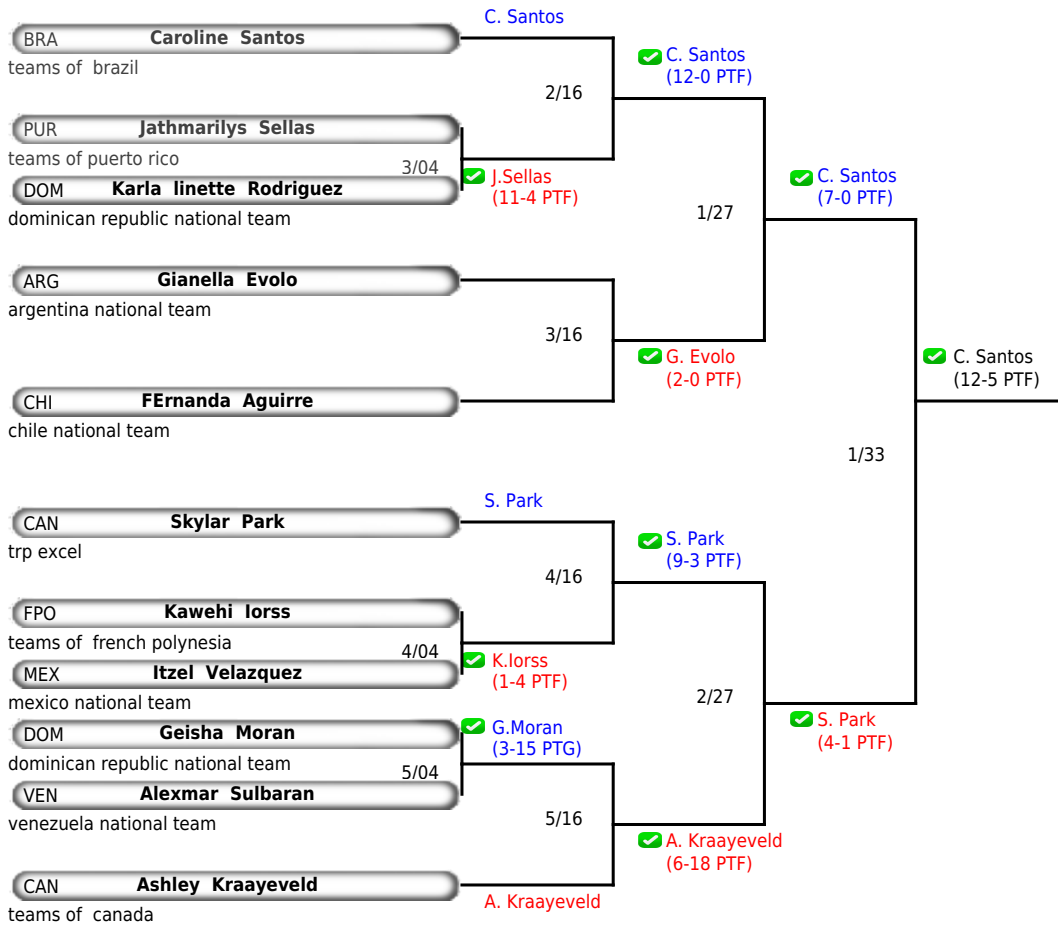 C. Santos
BRA Caroline Santos
teams of brazil
C. Santos
(12-0 PTF)
2/16
PUR Jathmarilys Sellas
teams of puerto rico
3/04
J.Sellas
(11-4 PTF)
DOM Karla linette Rodriguez
dominican republic national team
C. Santos
(7-0 PTF)
1/27
ARG Gianella Evolo
argentina national team
3/16
G. Evolo
(2-0 PTF)
C. Santos
(12-5 PTF)
CHI FErnanda Aguirre
chile national team
1/33
S. Park
CAN Skylar Park
trp excel
S. Park
(9-3 PTF)
4/16
FPO Kawehi Iorss
teams of french polynesia
4/04
K.Iorss
(1-4 PTF)
MEX Itzel Velazquez
mexico national team
2/27
S. Park
(4-1 PTF)
DOM Geisha Moran
dominican republic national team
G.Moran
(3-15 PTG)
5/04
VEN Alexmar Sulbaran
venezuela national team
5/16
A. Kraayeveld
(6-18 PTF)
CAN Ashley Kraayeveld
teams of canada
A. Kraayeveld